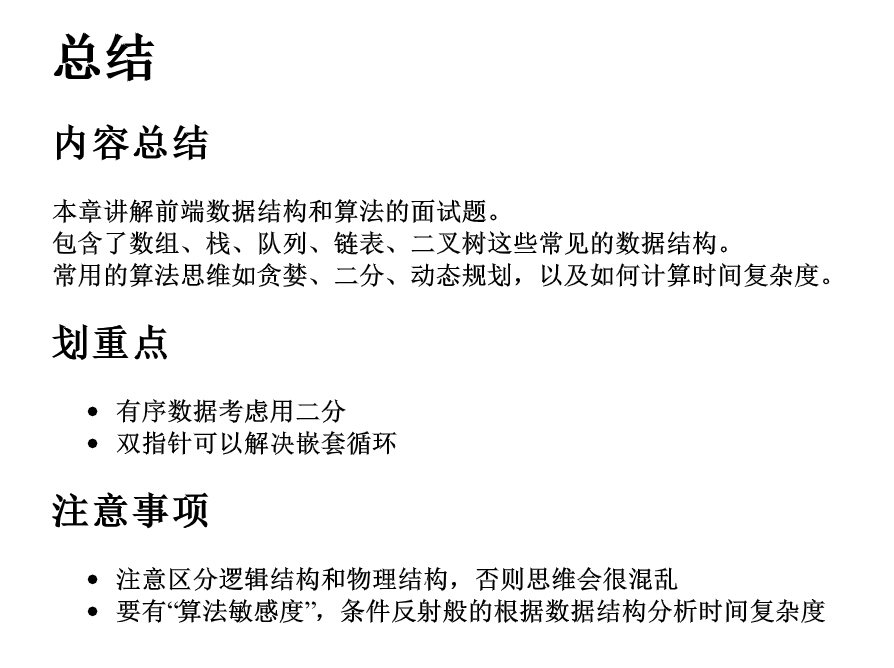 总结
内容总结
本章讲解前端数据结构和算法的面试题。
包含了数组、栈、队列、链表、二叉树这些常见的数据结构。
常用的算法思维如贪婪、二分、动态规划，以及如何计算时间复杂度。
划重点
• 有序数据考虑用二分
• 双指针可以解决嵌套循环
注意事项
• 注意区分逻辑结构和物理结构，否则思维会很混乱
• 要有“算法敏感度”，条件反射般的根据数据结构分析时间复杂度